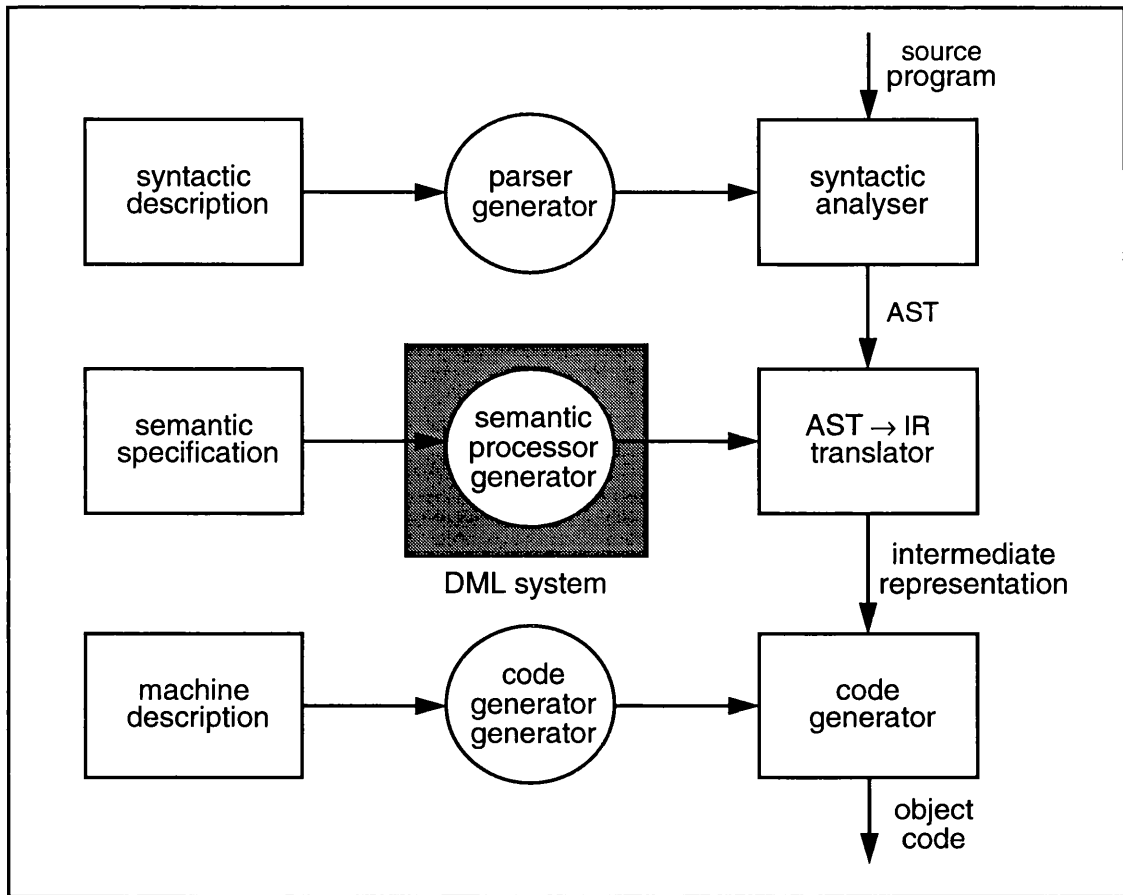 source
program
syntactic
description
parser
generator
syntactic
analyser
AST
semantic
specification
semantic
processor
generator
AST → IR
translator
DML system
intermediate
representation
machine
description
code
generator
generator
code
generator
object
code